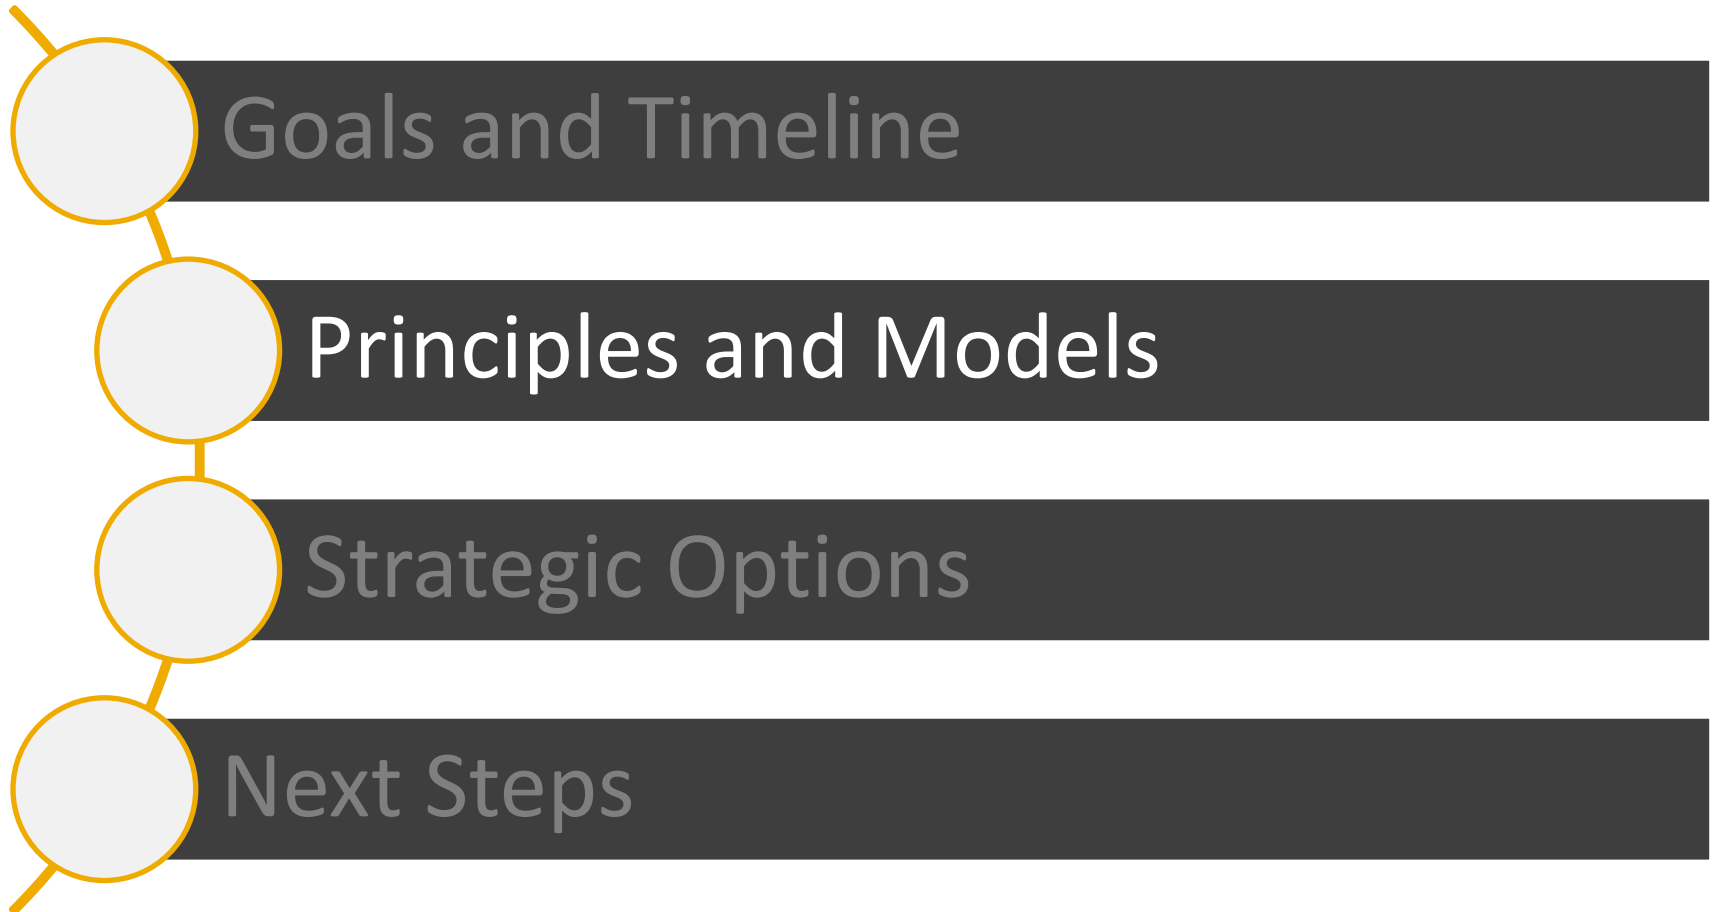 Goals and Timeline
Principles and Models
Strategic Options
Next Steps